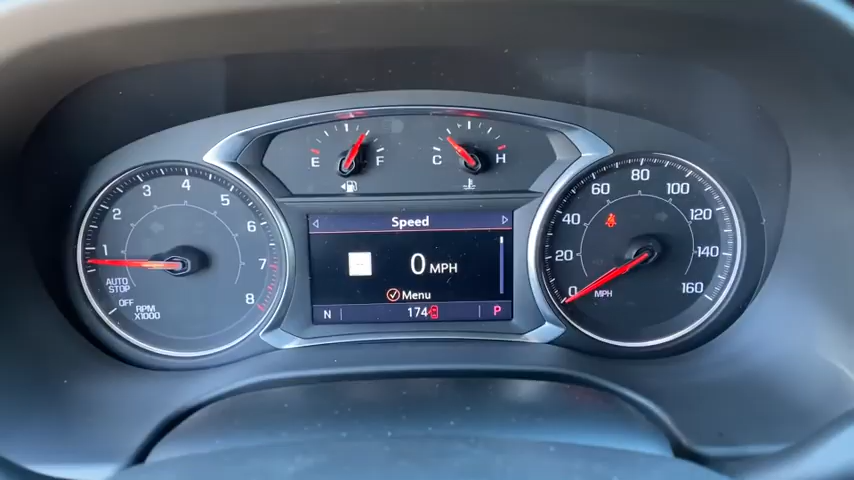 E F
C H
1 2 3 4 5 6 7 8
AUTO
STOP
OFF
RPM
X1000
Speed
0 MPH
Menu
N 174 P
0 20 40 60 80 100 120 140 160
MPH